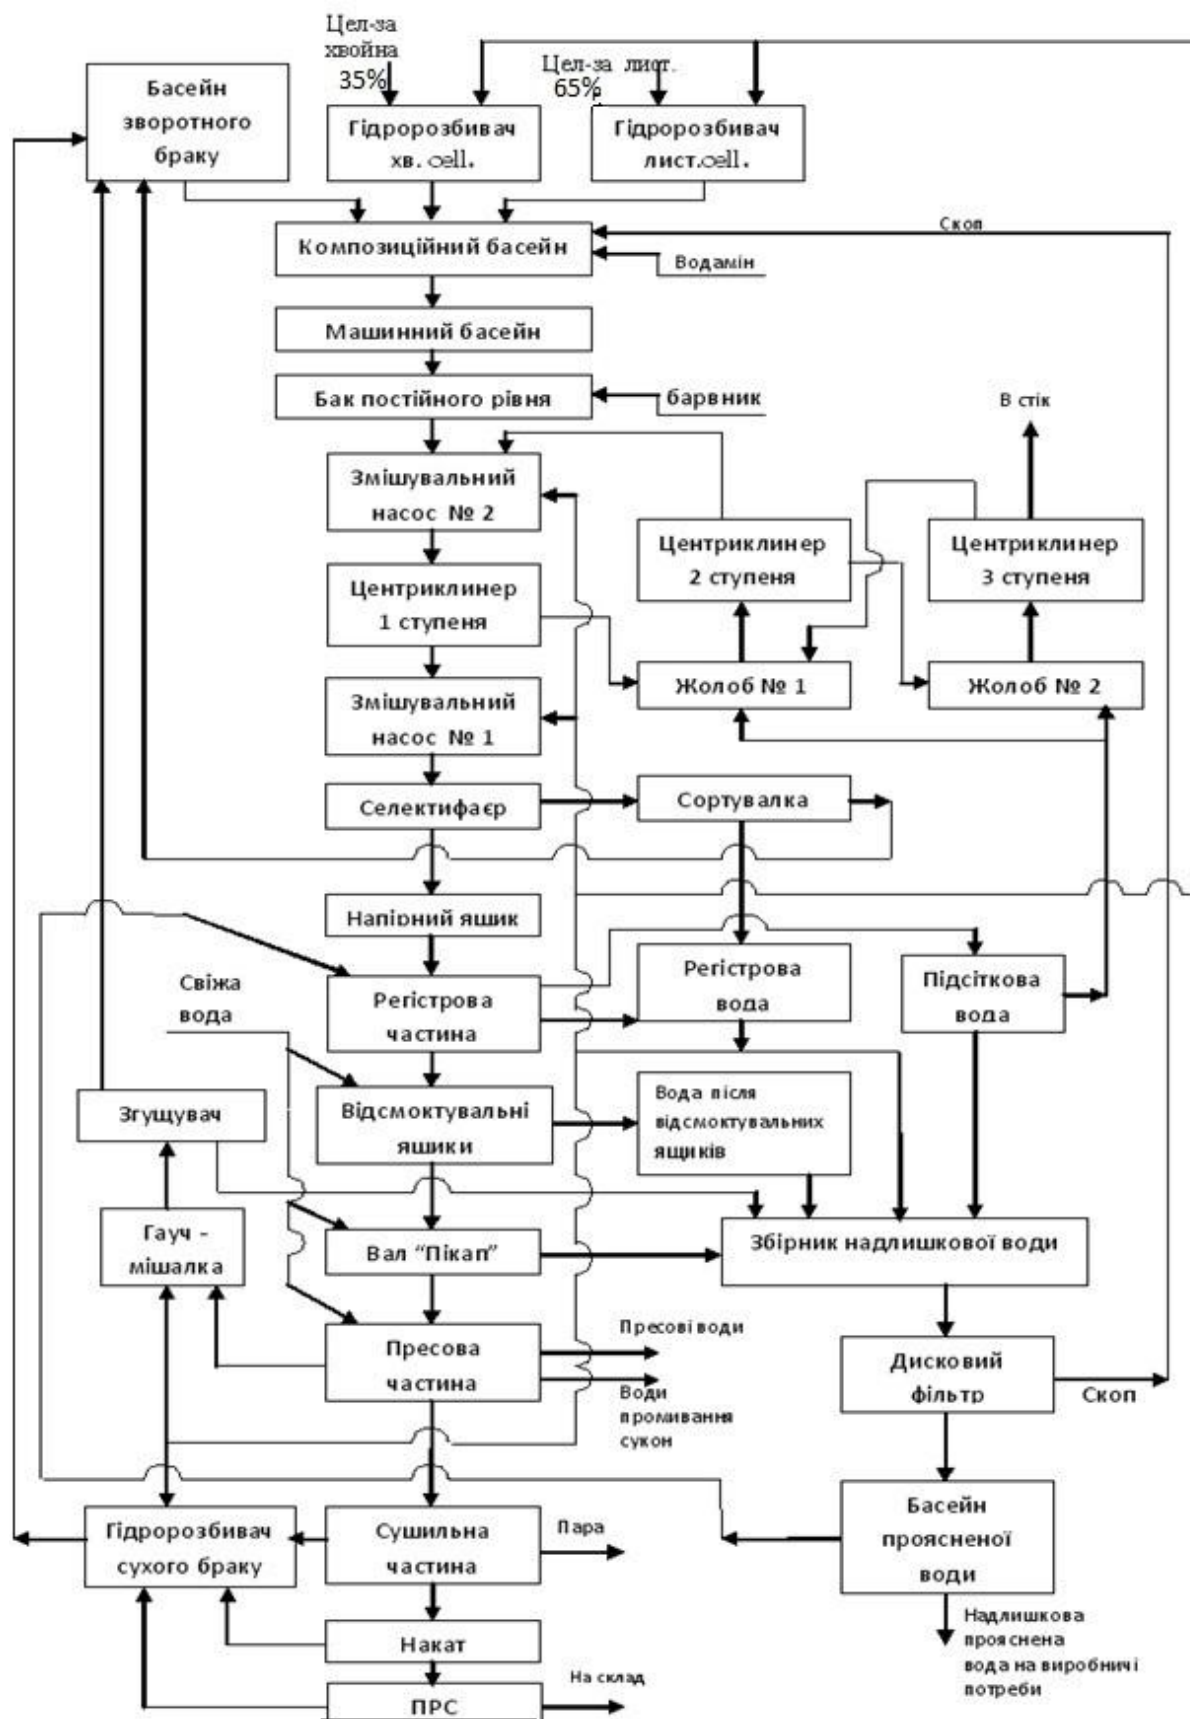 Цел-за
хвойна
35%
Цел-за лист.
65%
Басейн
зворотного
браку
Гідророзбивач
хв. cell.
Гідророзбивач
лист.cell.
Скоп
Композиційний басейн
Водамін
Машинний басейн
Бак постійного рівня
барвник
В стік
Змішувальний
насос № 2
Центриклинер
2 ступеня
Центриклинер
3 ступеня
Центриклинер
1 ступеня
Жолоб № 1
Жолоб № 2
Змішувальний
насос № 1
Селектифаєр
Сортувалка
Напірний яшик
Свіжа
вода
Регістрова
частина
Регістрова
вода
Підсіткова
вода
Згущувач
Відсмоктувальні
яшики
Вода після
відсмоктувальних
ящиків
Гауч -
мішалка
Вал “Пікап”
Збірник надлишкової води
Пресова
частина
Пресові води
Води
промивання
сукон
Дисковий
фільтр
Скоп
Гідророзбивач
сухого браку
Сушильна
частина
Пара
Басейн
проясненої
води
Накат
Надлишкова
прояснена
вода на виробничі
потреби
ПРС
На склад